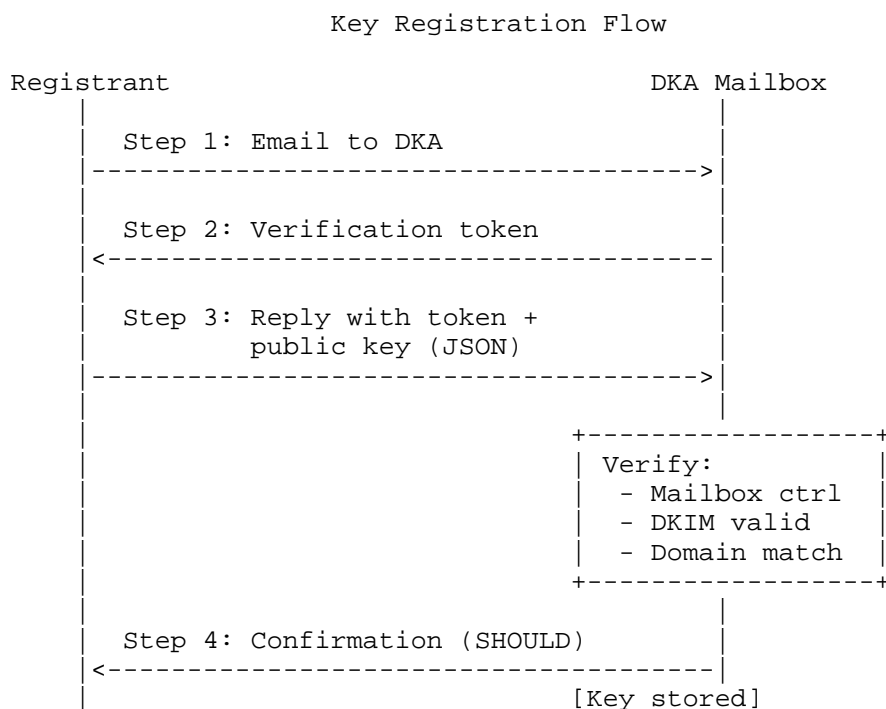 Key Registration Flow
Registrant DKA Mailbox
Step 1: Email to DKA
Step 2: Verification token
Step 3: Reply with token +
public key (JSON)
Verify:
- Mailbox ctrl
- DKIM valid
- Domain match
Step 4: Confirmation (SHOULD)
[Key stored]